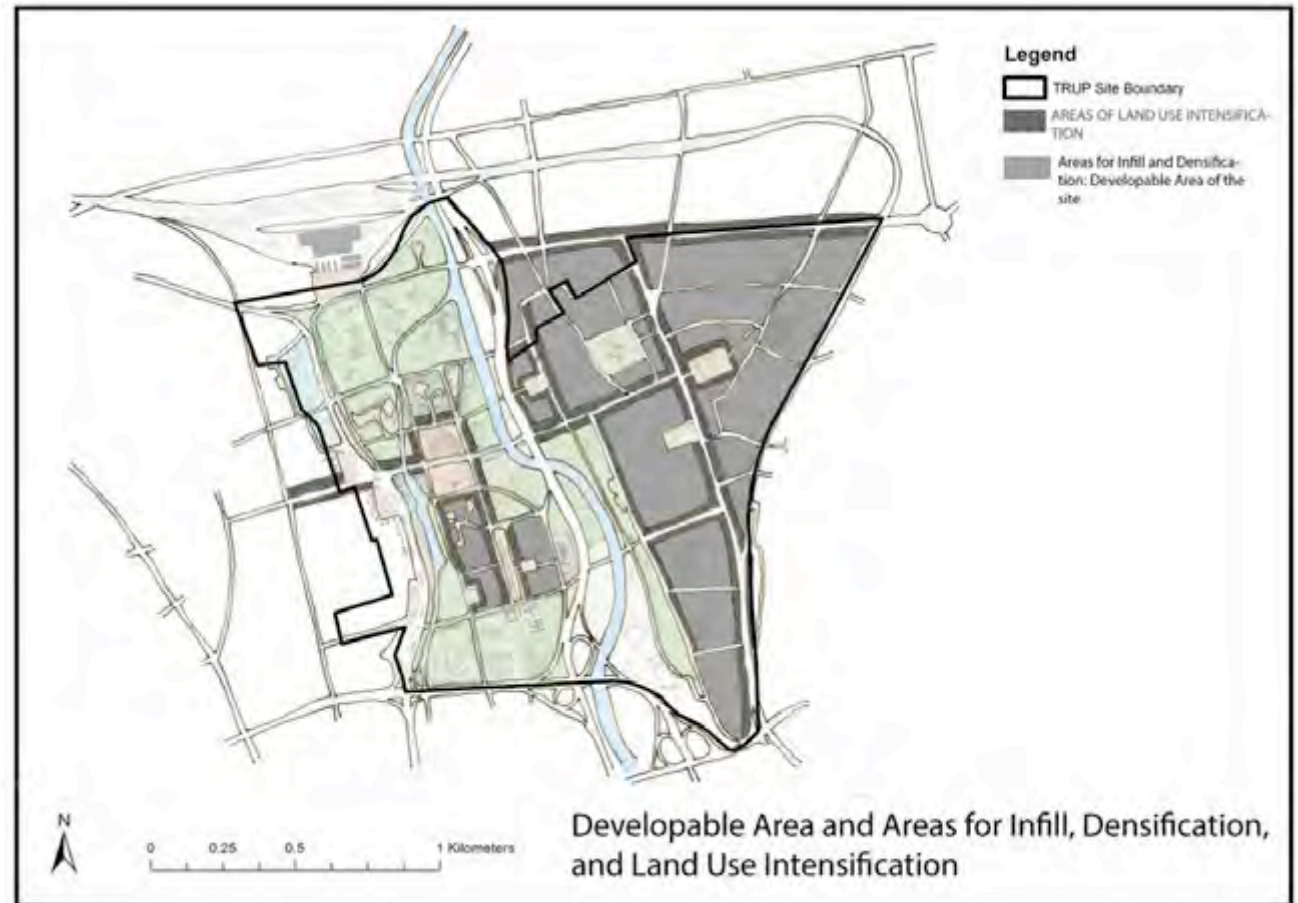 Legend
TRUP Site Boundary
AREAS OF LAND USE INTENSIFICA-
TION
Areas for Infill and Densifica-
tion: Developable Area of the
site
N
0 0.25 0.5 1 Kilometers
Developable Area and Areas for Infill, Densification,
and Land Use Intensification